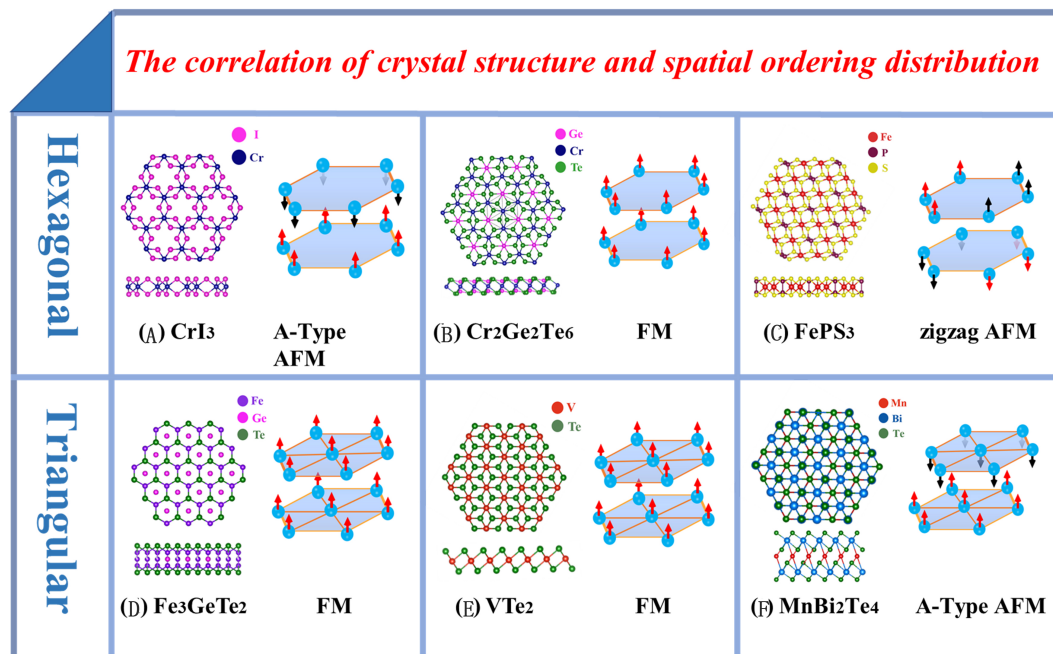 The correlation of crystal structure and spatial ordering distribution
Hexagonal
I
Cr
(A) CrI3
A-Type
AFM
Ge
Cr
Te
(B) Cr2Ge2Te6
FM
Fe
P
S
(C) FePS3
zigzag AFM
Triangular
Fe
Ge
Te
(D) Fe3GeTe2
FM
V
Te
(E) VTe2
FM
Mn
Bi
Te
(F) MnBi2Te4
A-Type AFM